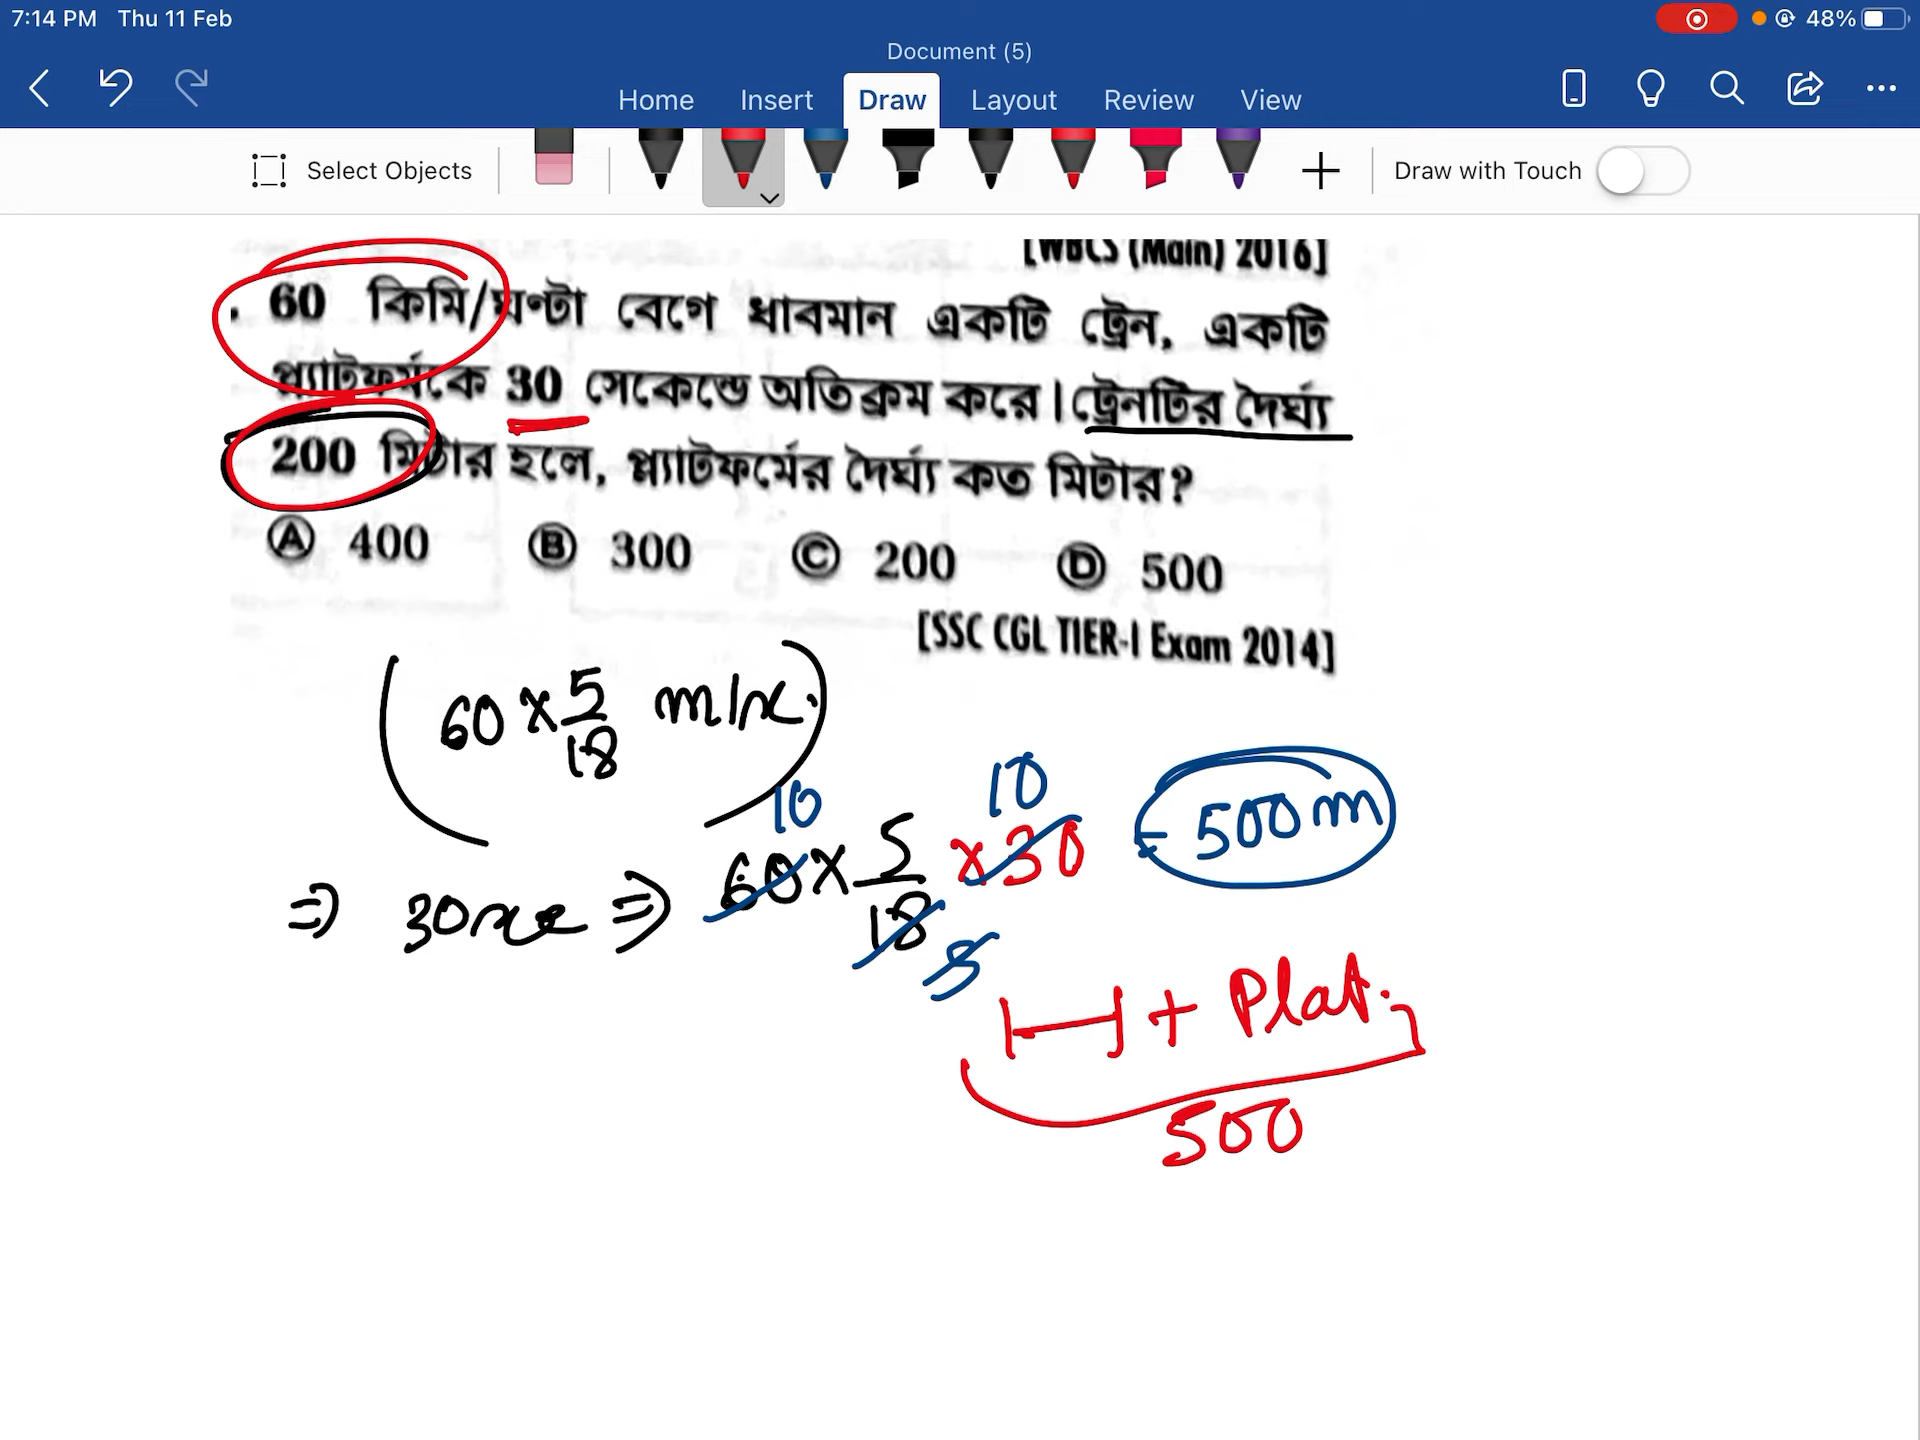 7:14 PM Thu 11 Feb
48%
Document (5)
Home Insert Draw Layout Review View
Select Objects
Draw with Touch
[WBCS (Main) 2016]
60 কিমি/ঘণ্টা বেগে ধাবমান একটি ট্রেন, একটি
প্ল্যাটফর্মকে 30 সেকেন্ডে অতিক্রম করে। ট্রেনটির দৈর্ঘ্য
200 মিটার হলে, প্ল্যাটফর্মের দৈর্ঘ্য কত মিটার?
Ⓐ 400 Ⓑ 300 Ⓒ 200 Ⓓ 500
[SSC CGL TIER-I Exam 2014]
(60 × 5/18 m/s)
10 10
⇒ 30 sec ⇒ 60 × 5/18 × 30 = 500 m
+ Plat.
500